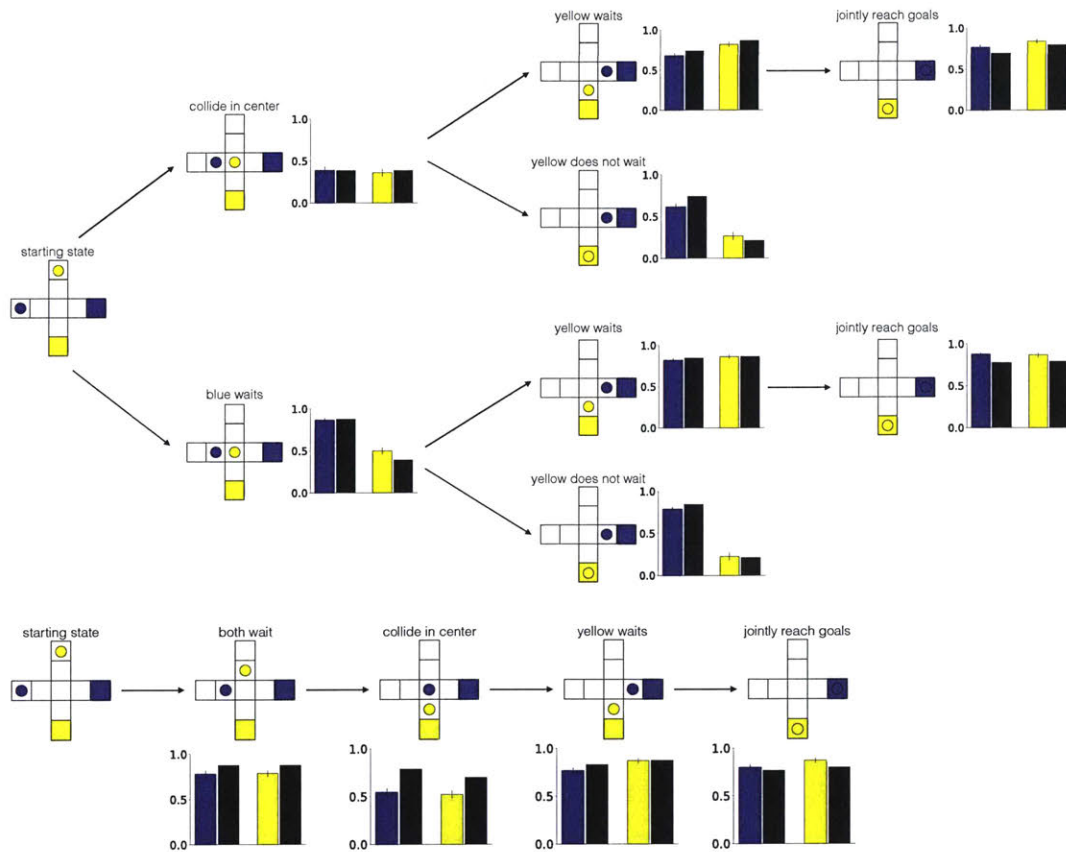 yellow waits
jointly reach goals
1.0
0.5
0.0
1.0
0.5
0.0
collide in center
1.0
0.5
0.0
yellow does not wait
1.0
0.5
0.0
starting state
yellow waits
jointly reach goals
1.0
0.5
0.0
1.0
0.5
0.0
blue waits
1.0
0.5
0.0
yellow does not wait
1.0
0.5
0.0
starting state
both wait
collide in center
yellow waits
jointly reach goals
1.0
0.5
0.0
1.0
0.5
0.0
1.0
0.5
0.0
1.0
0.5
0.0